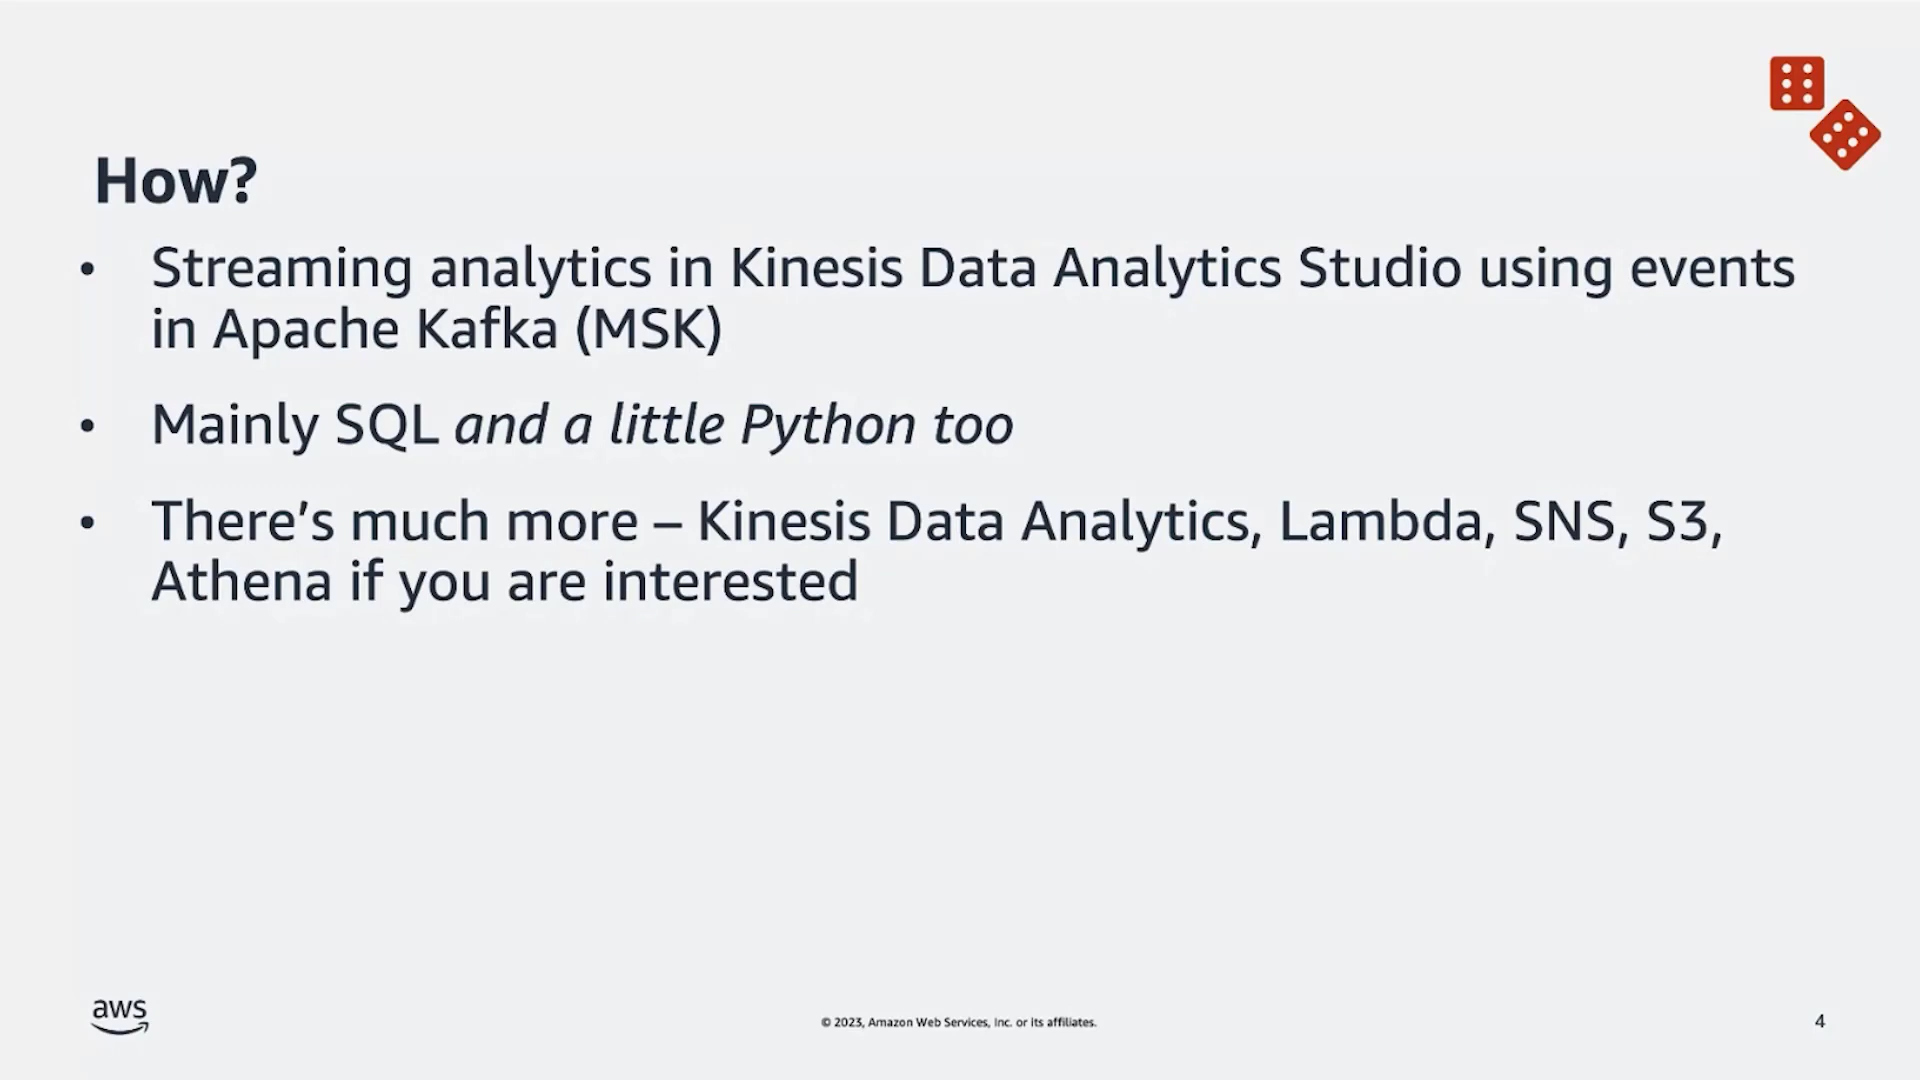 How?
• Streaming analytics in Kinesis Data Analytics Studio using events
in Apache Kafka (MSK)
• Mainly SQL and a little Python too
• There’s much more – Kinesis Data Analytics, Lambda, SNS, S3,
Athena if you are interested
aws
© 2023, Amazon Web Services, Inc. or its affiliates.
4